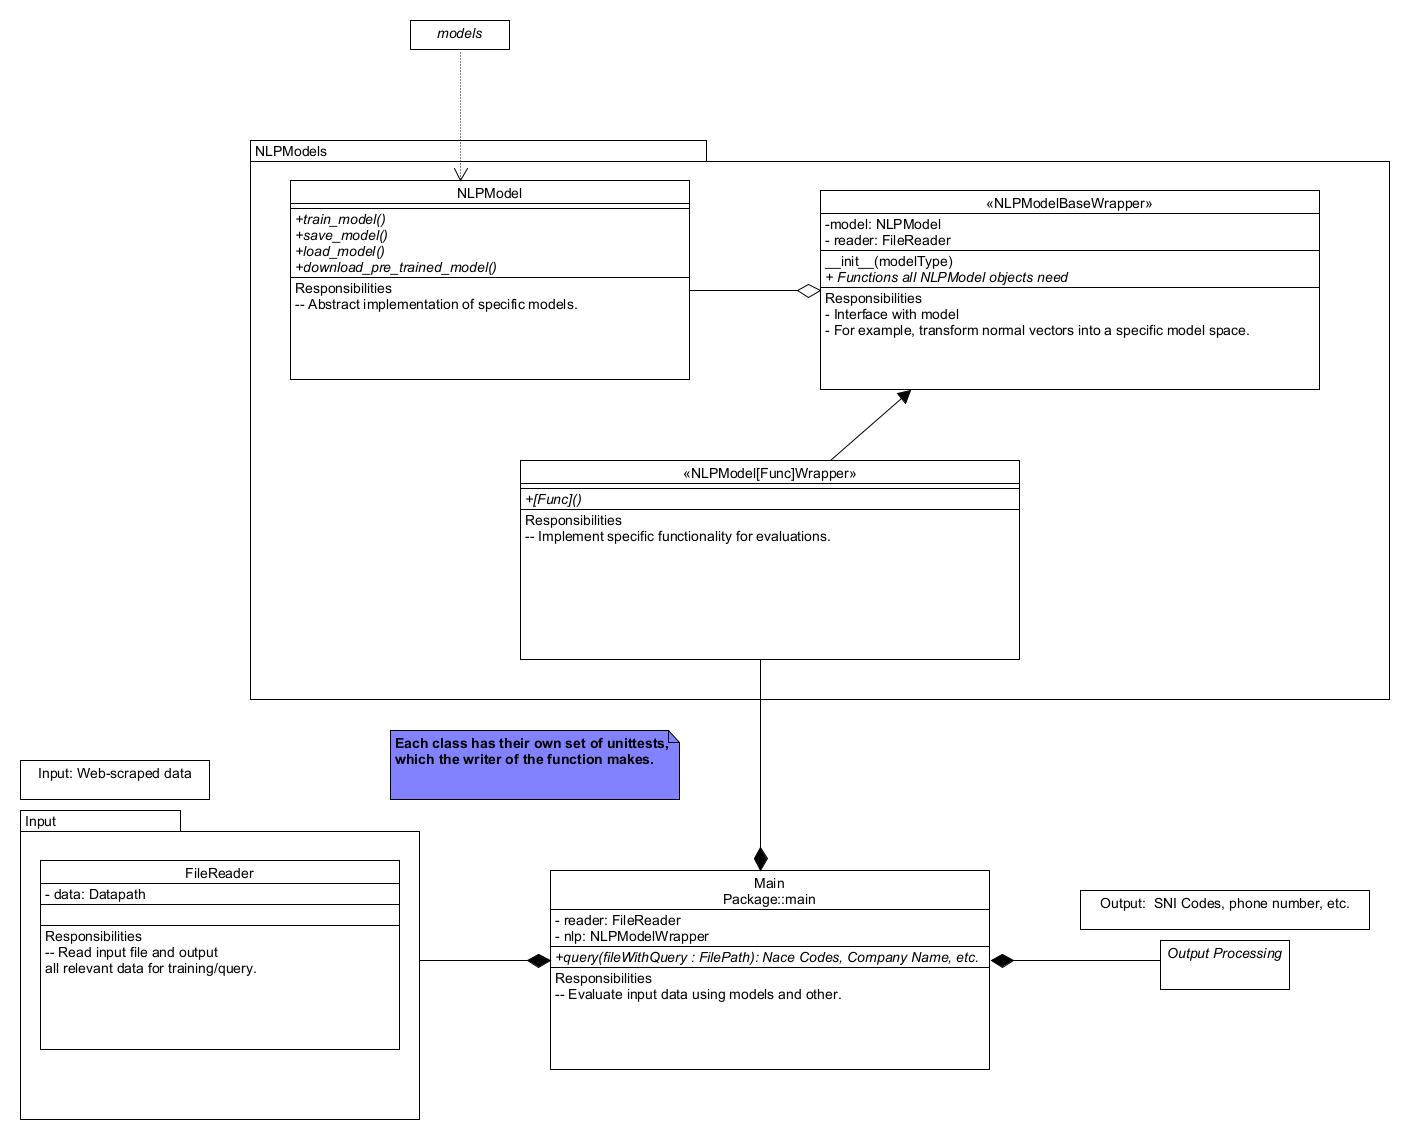 models
NLPModels
NLPModel
+train_model()
+save_model()
+load_model()
+download_pre_trained_model()
Responsibilities
-- Abstract implementation of specific models.
«NLPModelBaseWrapper»
-model: NLPModel
- reader: FileReader
__init__(modelType)
+ Functions all NLPModel objects need
Responsibilities
- Interface with model
- For example, transform normal vectors into a specific model space.
«NLPModel[Func]Wrapper»
+[Func]()
Responsibilities
-- Implement specific functionality for evaluations.
Each class has their own set of unittests,
which the writer of the function makes.
Input: Web-scraped data
Input
FileReader
- data: Datapath
Responsibilities
-- Read input file and output
all relevant data for training/query.
Main
Package::main
- reader: FileReader
- nlp: NLPModelWrapper
+query(fileWithQuery : FilePath): Nace Codes, Company Name, etc.
Responsibilities
-- Evaluate input data using models and other.
Output:  SNI Codes, phone number, etc.
Output Processing